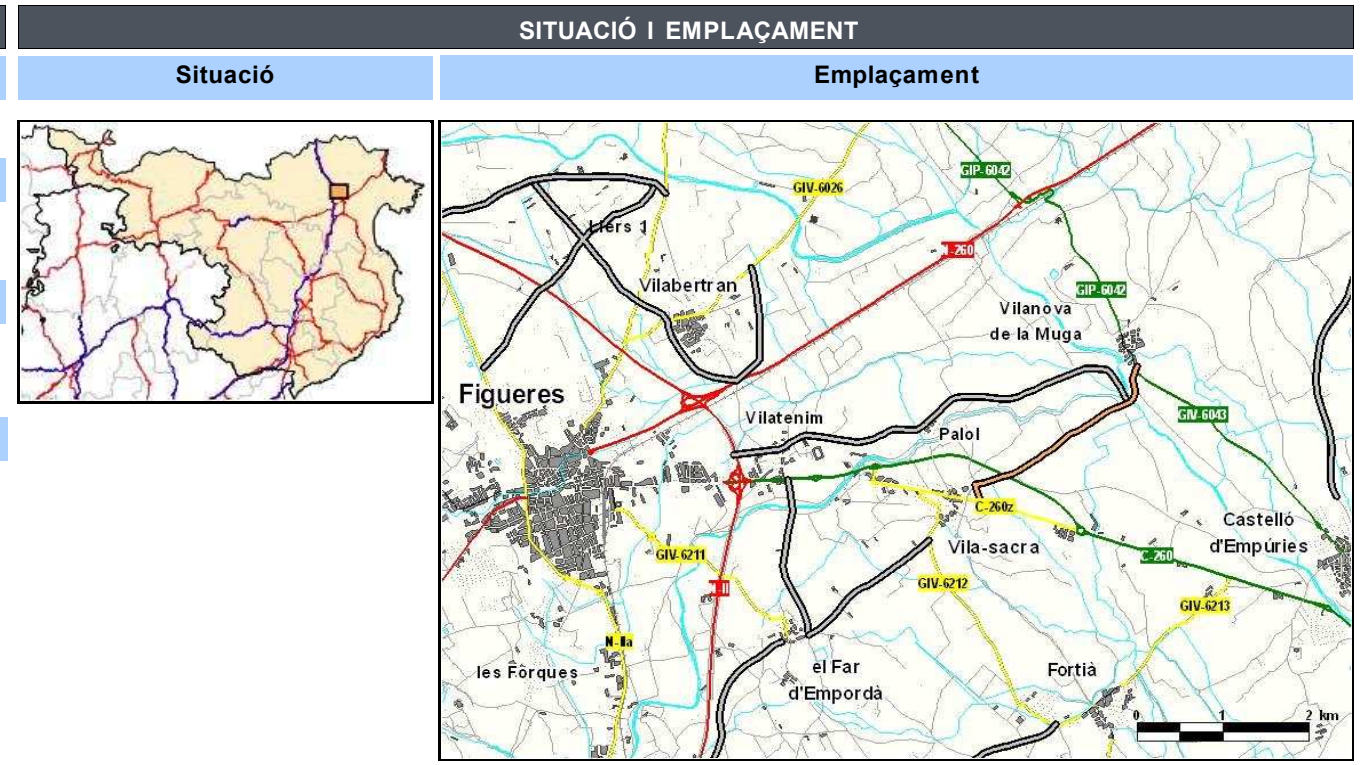 SITUACIÓ I EMPLAÇAMENT
Situació
Emplaçament
GIP-6042
GIV-6026
Llers 1
N-260
Vilabertran
GIP-6042
Vilanova
de la Muga
Figueres
Vilatenim
GIV-6043
Palol
C-260z
Castelló
d'Empúries
Vila-sacra
GIV-6211
C-260
GIV-6212
N-II
GIV-6213
N-IIa
les Forques
el Far
d'Empordà
Fortià
0 1 2 km